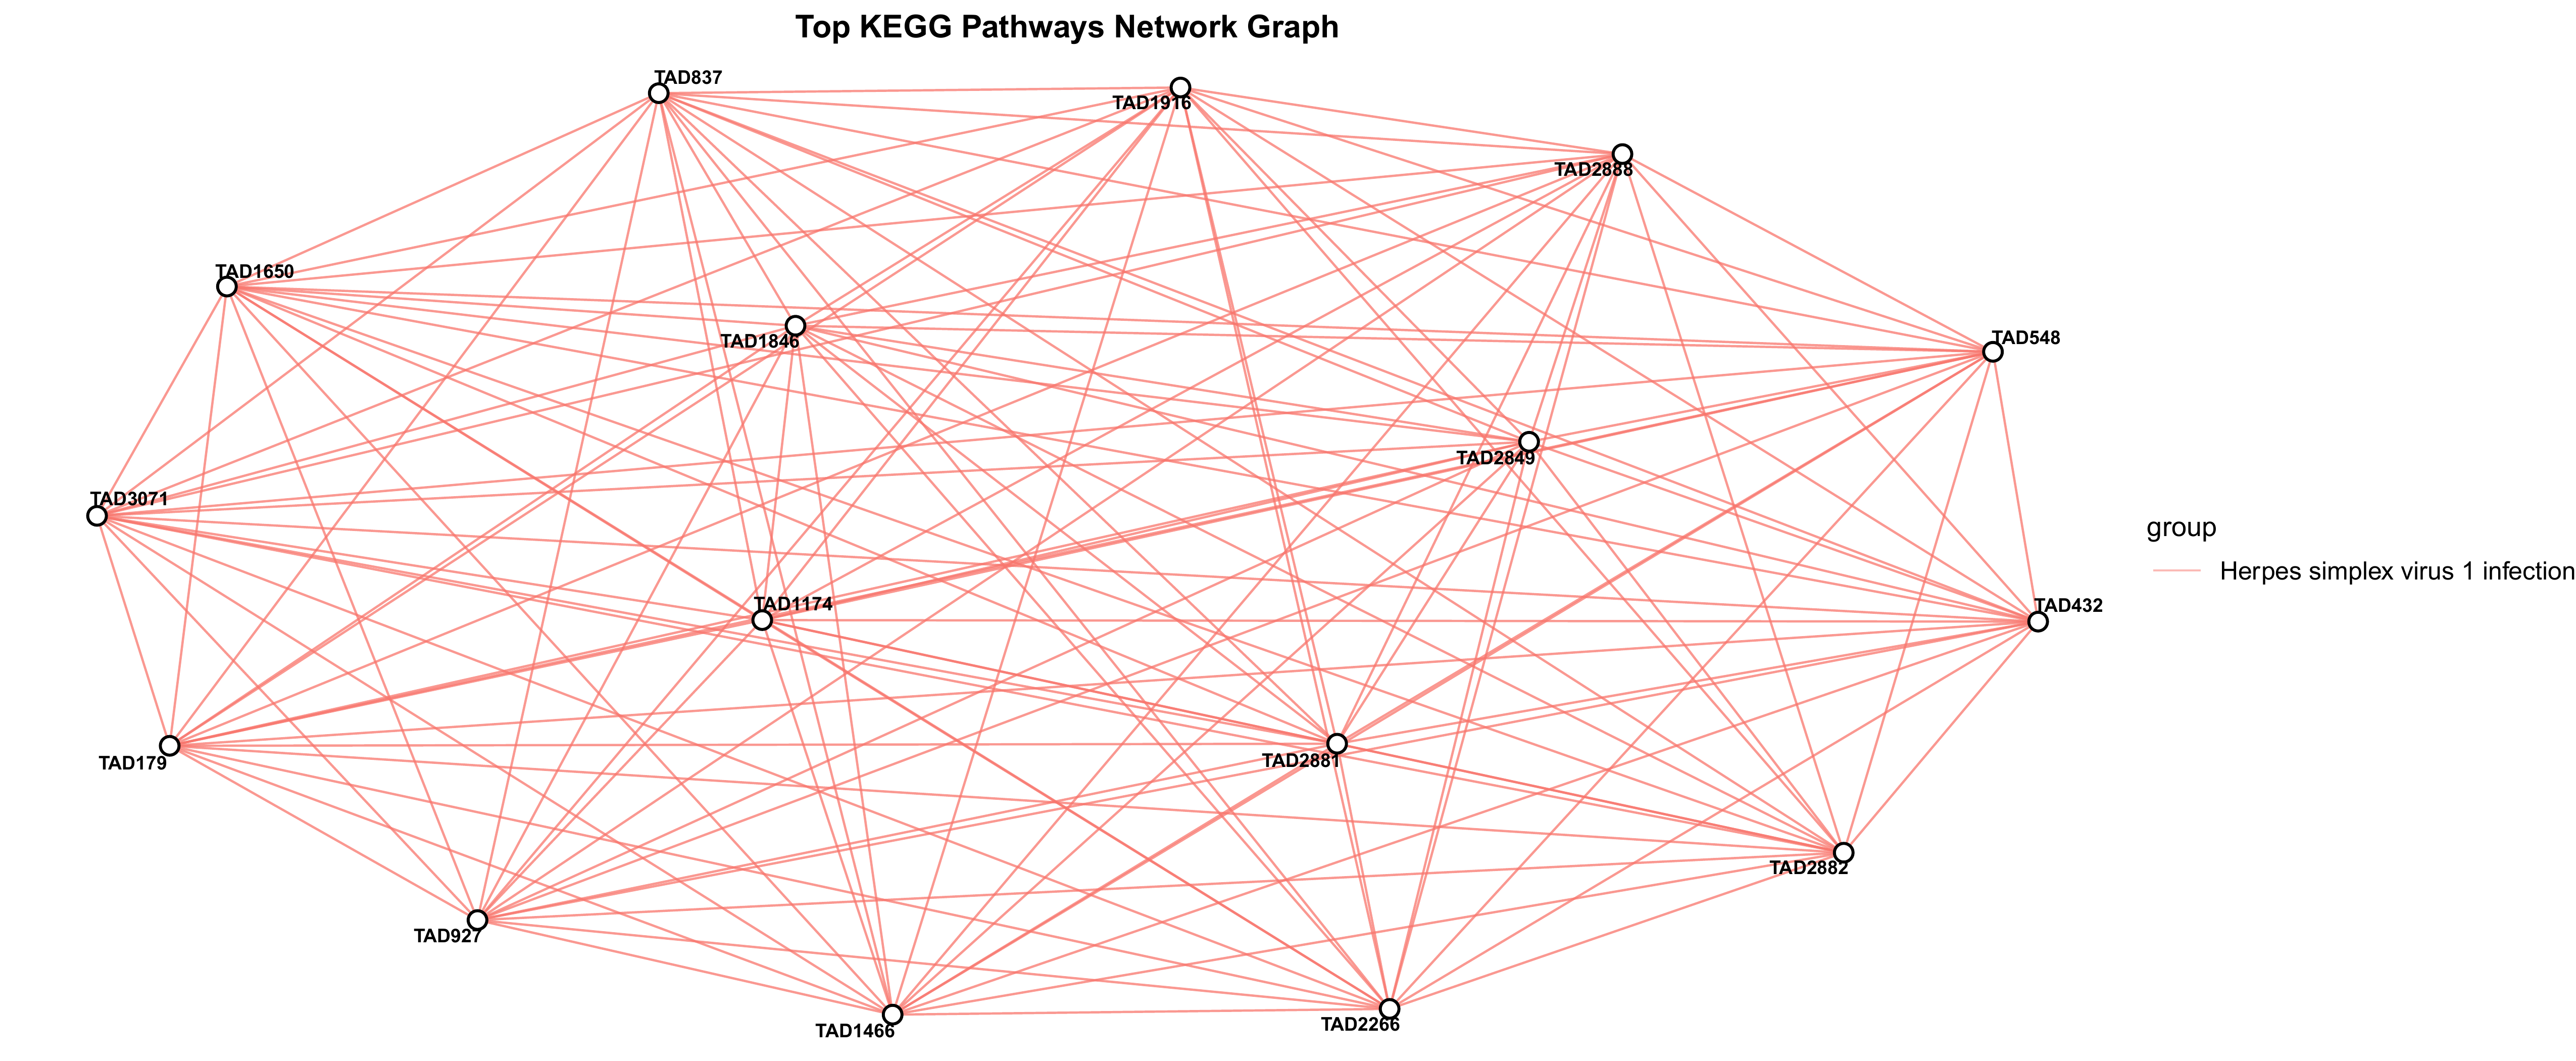 Top KEGG Pathways Network Graph
TAD837
TAD1916
TAD2888
TAD1650
TAD1846
TAD548
TAD2849
TAD3071
group
Herpes simplex virus 1 infection
TAD1174
TAD432
TAD179
TAD2881
TAD2882
TAD927
TAD1466
TAD2266